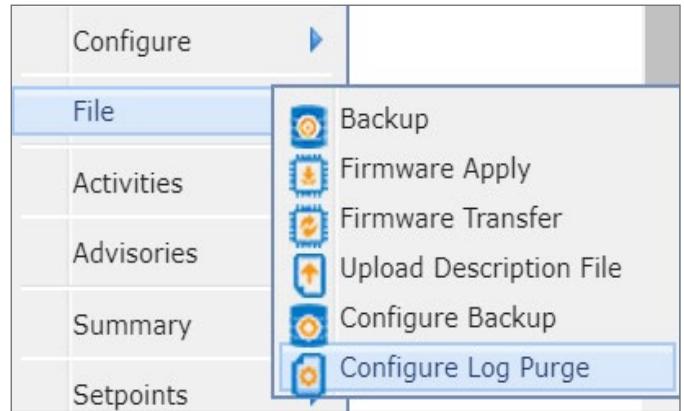 Configure
File
Activities
Advisories
Summary
Setpoints
Backup
Firmware Apply
Firmware Transfer
Upload Description File
Configure Backup
Configure Log Purge